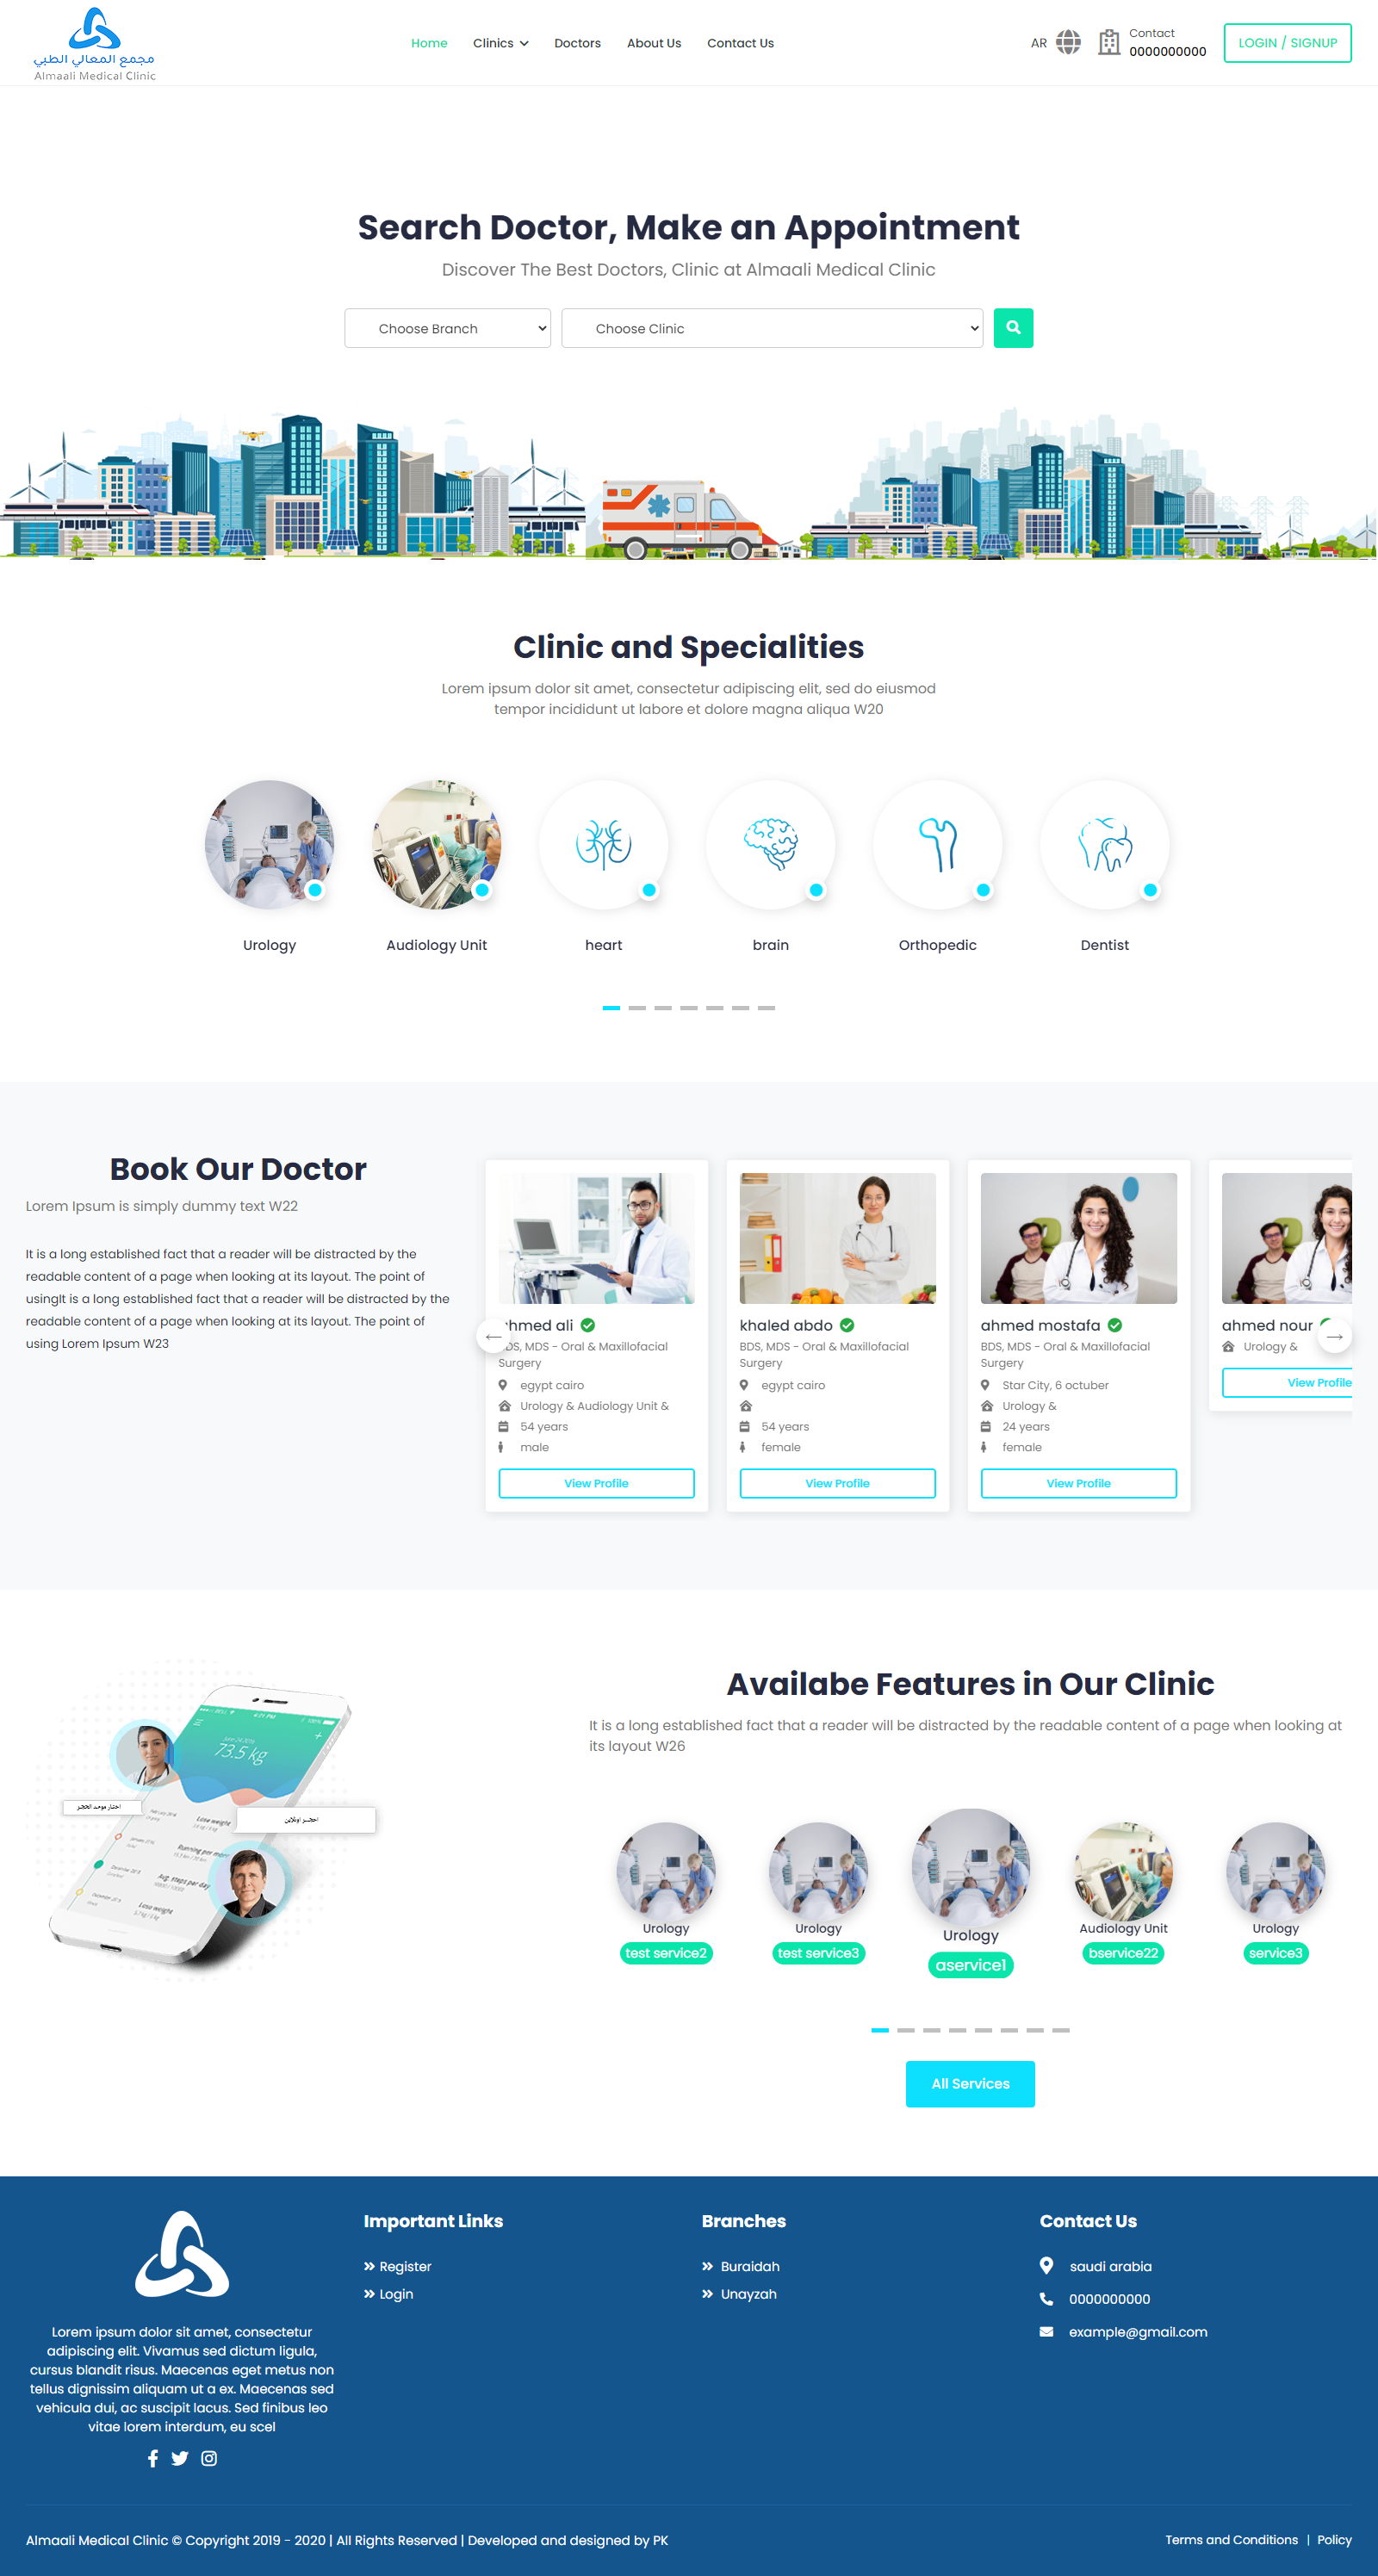 مجمع المعالي الطبي
Almaali Medical Clinic
Home
Clinics
Doctors
About Us
Contact Us
AR
Contact
0000000000
LOGIN / SIGNUP
Search Doctor, Make an Appointment
Discover The Best Doctors, Clinic at Almaali Medical Clinic
Choose Branch
Choose Clinic
Clinic and Specialities
Lorem ipsum dolor sit amet, consectetur adipiscing elit, sed do eiusmod
tempor incididunt ut labore et dolore magna aliqua W20
Urology
Audiology Unit
heart
brain
Orthopedic
Dentist
Book Our Doctor
Lorem Ipsum is simply dummy text W22
It is a long established fact that a reader will be distracted by the
readable content of a page when looking at its layout. The point of
usingIt is a long established fact that a reader will be distracted by the
readable content of a page when looking at its layout. The point of
using Lorem Ipsum W23
ahmed ali
BDS, MDS - Oral & Maxillofacial
Surgery
egypt cairo
Urology & Audiology Unit &
54 years
male
View Profile
khaled abdo
BDS, MDS - Oral & Maxillofacial
Surgery
egypt cairo
54 years
female
View Profile
ahmed mostafa
BDS, MDS - Oral & Maxillofacial
Surgery
Star City, 6 octuber
Urology &
24 years
female
View Profile
ahmed nour
Urology &
View Profile
Availabe Features in Our Clinic
It is a long established fact that a reader will be distracted by the readable content of a page when looking at
its layout W26
73.5 kg
Lose weight
Lose weight
Urology
test service2
Urology
test service3
Urology
aservice1
Audiology Unit
bservice22
Urology
service3
All Services
Lorem ipsum dolor sit amet, consectetur
adipiscing elit. Vivamus sed dictum ligula,
cursus blandit risus. Maecenas eget metus non
tellus dignissim aliquam ut a ex. Maecenas sed
vehicula dui, ac suscipit lacus. Sed finibus leo
vitae lorem interdum, eu scel
Important Links
Register
Login
Branches
Buraidah
Unayzah
Contact Us
saudi arabia
0000000000
example@gmail.com
Almaali Medical Clinic © Copyright 2019 - 2020 | All Rights Reserved | Developed and designed by PK
Terms and Conditions | Policy